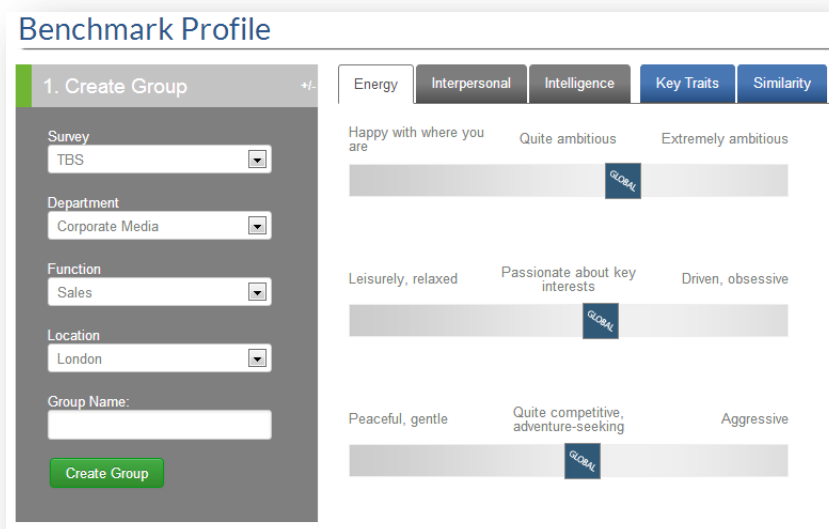 Benchmark Profile
1. Create Group
+/-
Survey
TBS
Department
Corporate Media
Function
Sales
Location
London
Group Name:
Create Group
Energy
Interpersonal
Intelligence
Key Traits
Similarity
Happy with where you
are
Quite ambitious
Extremely ambitious
GLOBAL
Leisurely, relaxed
Passionate about key
interests
Driven, obsessive
GLOBAL
Peaceful, gentle
Quite competitive,
adventure-seeking
Aggressive
GLOBAL